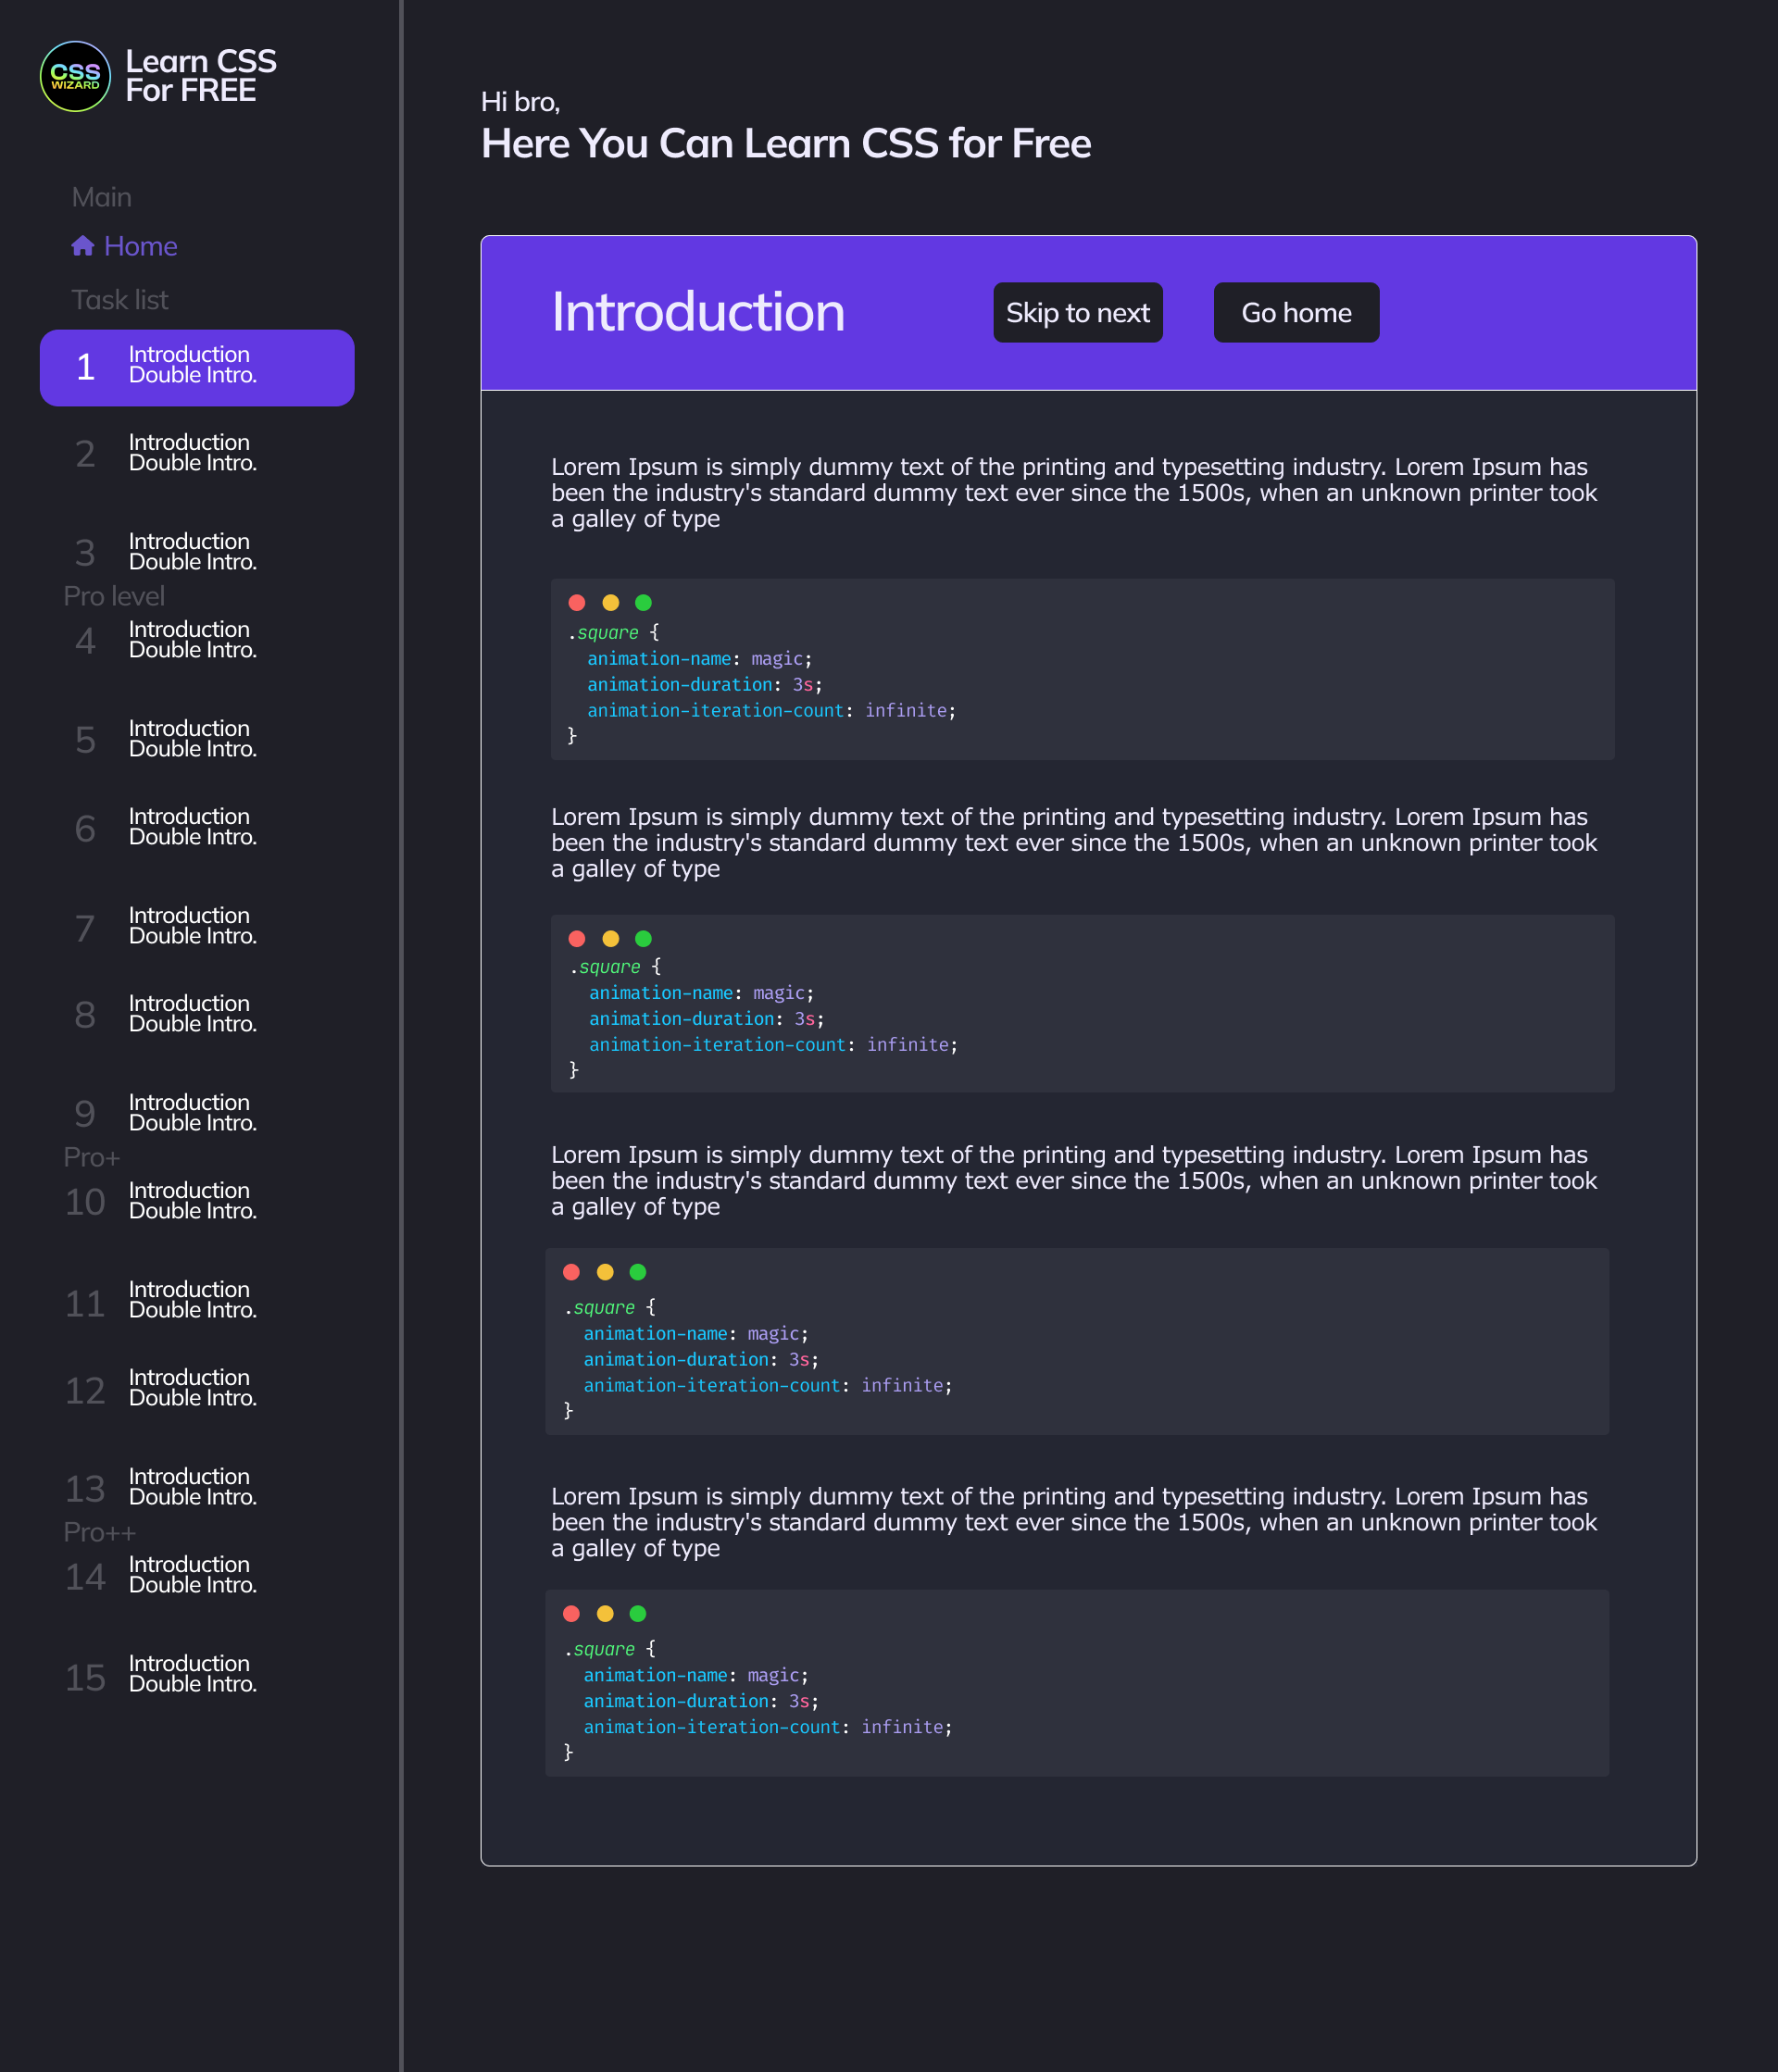 CSS
WIZARD
Learn CSS
For FREE
Main
Home
Task list
1
Introduction
Double Intro.
2
Introduction
Double Intro.
3
Introduction
Double Intro.
Pro level
4
Introduction
Double Intro.
5
Introduction
Double Intro.
6
Introduction
Double Intro.
7
Introduction
Double Intro.
8
Introduction
Double Intro.
9
Introduction
Double Intro.
Pro+
10
Introduction
Double Intro.
11
Introduction
Double Intro.
12
Introduction
Double Intro.
13
Introduction
Double Intro.
Pro++
14
Introduction
Double Intro.
15
Introduction
Double Intro.
Hi bro,
Here You Can Learn CSS for Free
Introduction
Skip to next
Go home
Lorem Ipsum is simply dummy text of the printing and typesetting industry. Lorem Ipsum has
been the industry's standard dummy text ever since the 1500s, when an unknown printer took
a galley of type
.square {
  animation-name: magic;
  animation-duration: 3s;
  animation-iteration-count: infinite;
}
Lorem Ipsum is simply dummy text of the printing and typesetting industry. Lorem Ipsum has
been the industry's standard dummy text ever since the 1500s, when an unknown printer took
a galley of type
.square {
  animation-name: magic;
  animation-duration: 3s;
  animation-iteration-count: infinite;
}
Lorem Ipsum is simply dummy text of the printing and typesetting industry. Lorem Ipsum has
been the industry's standard dummy text ever since the 1500s, when an unknown printer took
a galley of type
.square {
  animation-name: magic;
  animation-duration: 3s;
  animation-iteration-count: infinite;
}
Lorem Ipsum is simply dummy text of the printing and typesetting industry. Lorem Ipsum has
been the industry's standard dummy text ever since the 1500s, when an unknown printer took
a galley of type
.square {
  animation-name: magic;
  animation-duration: 3s;
  animation-iteration-count: infinite;
}